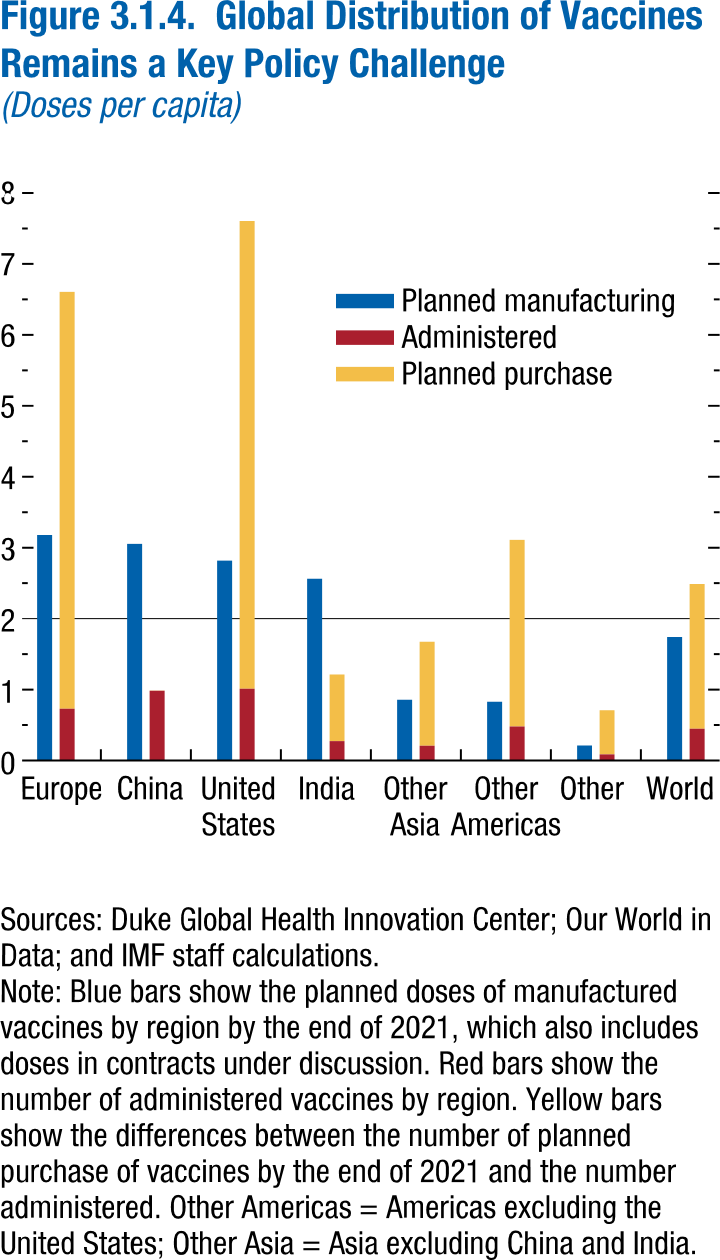 Figure 3.1.4.  Global Distribution of Vaccines
Remains a Key Policy Challenge
(Doses per capita)
8
7
6
5
4
3
2
1
0
Planned manufacturing
Administered
Planned purchase
Europe China United States India Other Asia Other Americas Other World
Sources: Duke Global Health Innovation Center; Our World in
Data; and IMF staff calculations.
Note: Blue bars show the planned doses of manufactured
vaccines by region by the end of 2021, which also includes
doses in contracts under discussion. Red bars show the
number of administered vaccines by region. Yellow bars
show the differences between the number of planned
purchase of vaccines by the end of 2021 and the number
administered. Other Americas = Americas excluding the
United States; Other Asia = Asia excluding China and India.